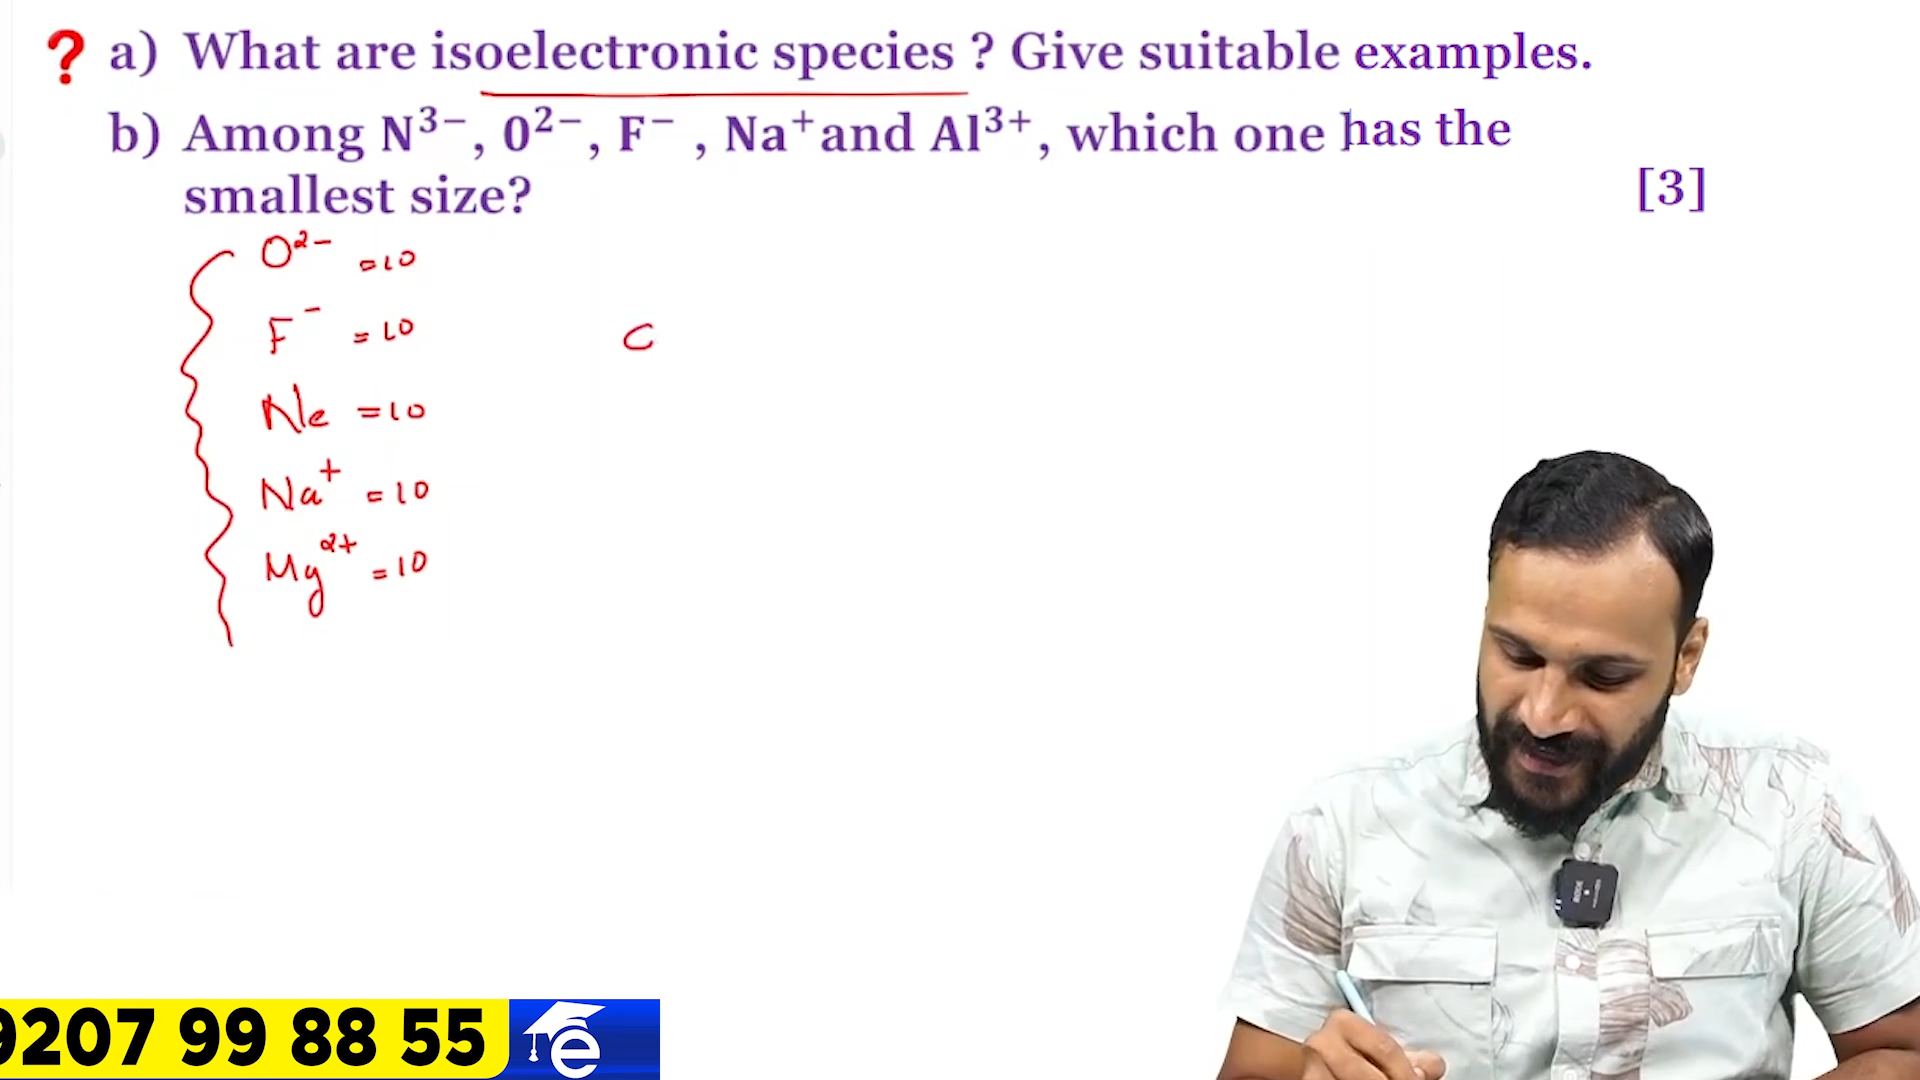 ❓ a) What are isoelectronic species ? Give suitable examples.
b) Among N³⁻, O²⁻, F⁻ , Na⁺and Al³⁺, which one has the
smallest size?
[3]
O²⁻ =10
F⁻ =10
C
Ne =10
Na⁺ =10
Mg²⁺ =10
9207 99 88 55
e